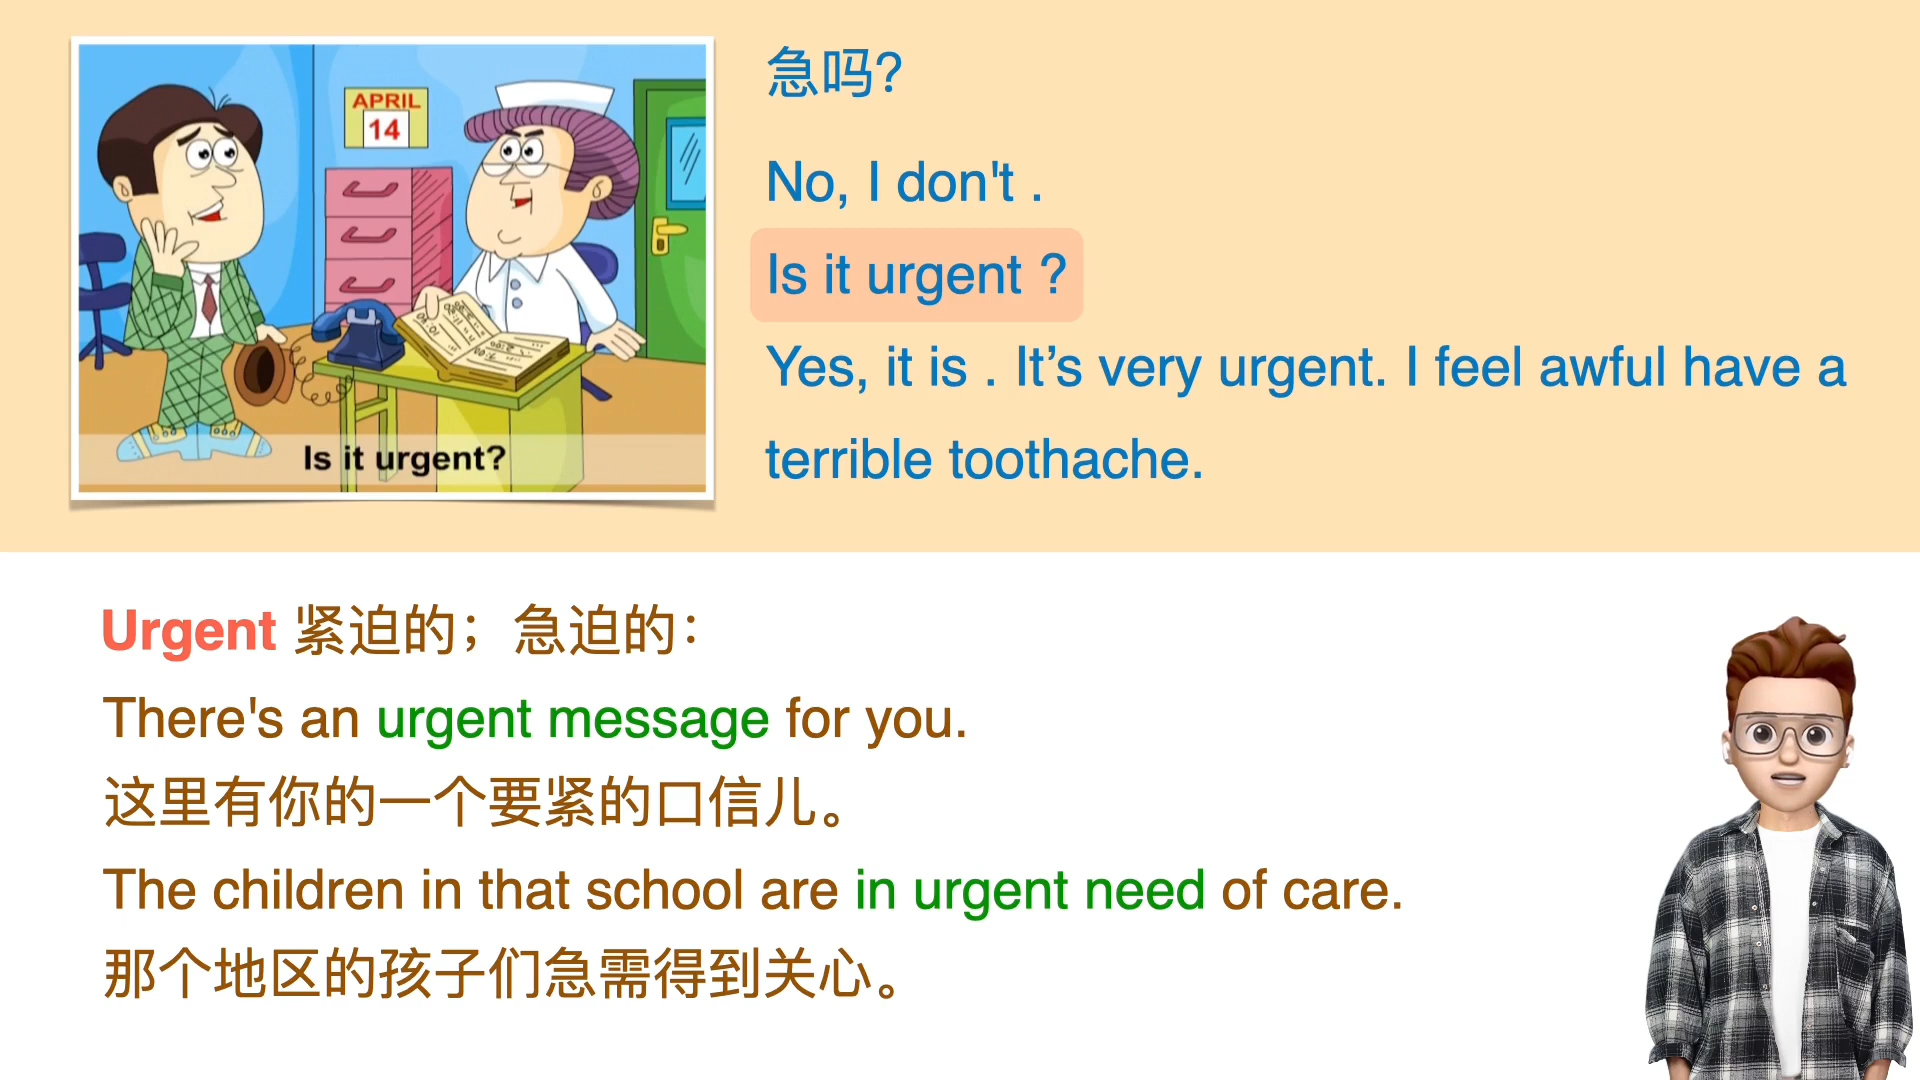 APRIL
14
Is it urgent?
急吗?
No, I don't .
Is it urgent ?
Yes, it is . It’s very urgent. I feel awful have a
terrible toothache.
Urgent 紧迫的；急迫的：
There's an urgent message for you.
这里有你的一个要紧的口信儿。
The children in that school are in urgent need of care.
那个地区的孩子们急需得到关心。